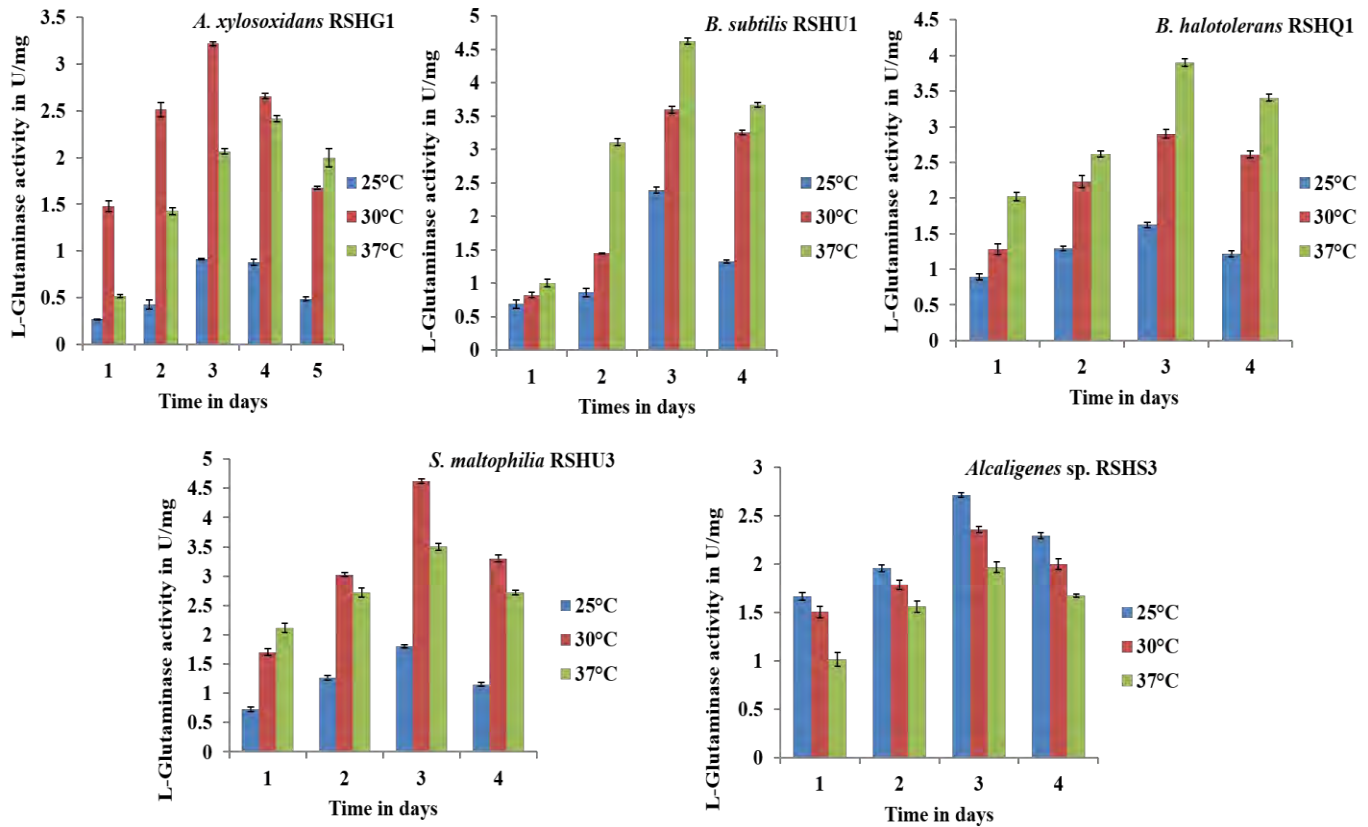 A. xylosoxidans RSHG1
L-Glutaminase activity in U/mg
3.5
3
2.5
2
1.5
1
0.5
0
1 2 3 4 5
Time in days
25°C
30°C
37°C
B. subtilis RSHU1
L-Glutaminase activity in U/mg
5
4.5
4
3.5
3
2.5
2
1.5
1
0.5
0
1 2 3 4
Times in days
25°C
30°C
37°C
B. halotolerans RSHQ1
L-Glutaminase activity in U/mg
4.5
4
3.5
3
2.5
2
1.5
1
0.5
0
1 2 3 4
Time in days
25°C
30°C
37°C
S. maltophilia RSHU3
L-Glutaminase activity in U/mg
5
4.5
4
3.5
3
2.5
2
1.5
1
0.5
0
1 2 3 4
Time in days
25°C
30°C
37°C
Alcaligenes sp. RSHS3
L-Glutaminase activity in U/mg
3
2.5
2
1.5
1
0.5
0
1 2 3 4
Time in days
25°C
30°C
37°C